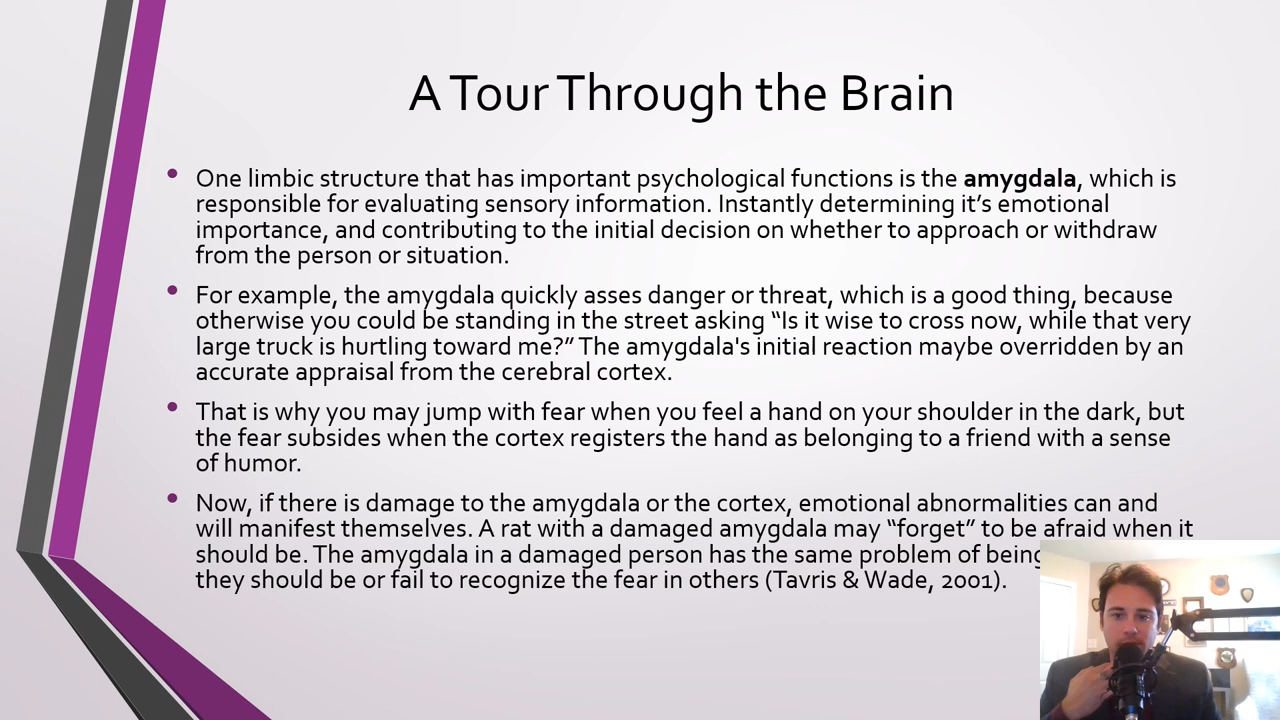 A Tour Through the Brain
• One limbic structure that has important psychological functions is the amygdala, which is
responsible for evaluating sensory information. Instantly determining it’s emotional
importance, and contributing to the initial decision on whether to approach or withdraw
from the person or situation.
• For example, the amygdala quickly asses danger or threat, which is a good thing, because
otherwise you could be standing in the street asking “Is it wise to cross now, while that very
large truck is hurtling toward me?” The amygdala's initial reaction maybe overridden by an
accurate appraisal from the cerebral cortex.
• That is why you may jump with fear when you feel a hand on your shoulder in the dark, but
the fear subsides when the cortex registers the hand as belonging to a friend with a sense
of humor.
• Now, if there is damage to the amygdala or the cortex, emotional abnormalities can and
will manifest themselves. A rat with a damaged amygdala may “forget” to be afraid when it
should be. The amygdala in a damaged person has the same problem of being
they should be or fail to recognize the fear in others (Tavris & Wade, 2001).